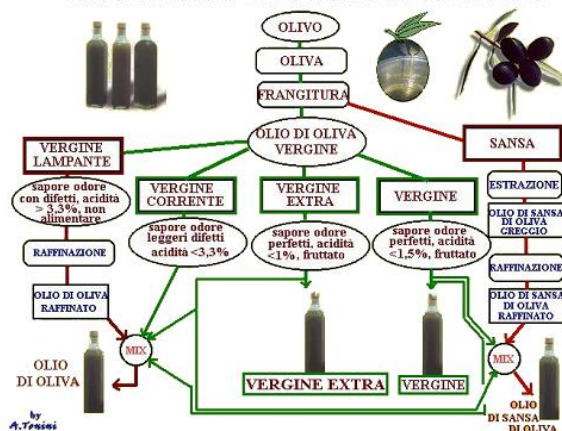 OLIVO
OLIVA
FRANGITURA
OLIO DI OLIVA
VERGINE
VERGINE
LAMPANTE
SANSA
sapore odore
con difetti, acidità
> 3,3%, non
alimentare
VERGINE
CORRENTE
VERGINE
EXTRA
VERGINE
ESTRAZIONE
sapore odore
leggeri difetti
acidità <3,3%
sapore odore
perfetti, acidità
<1%, fruttato
sapore odore
perfetti, acidità
<1,5%, fruttato
OLIO DI SANSA
DI OLIVA
GREGGIO
RAFFINAZIONE
RAFFINAZIONE
OLIO DI OLIVA
RAFFINATO
OLIO DI SANSA
DI OLIVA
RAFFINATO
MIX
MIX
OLIO
DI OLIVA
VERGINE EXTRA
VERGINE
OLIO
DI SANSA
DI OLIVA
by
A.Tonini